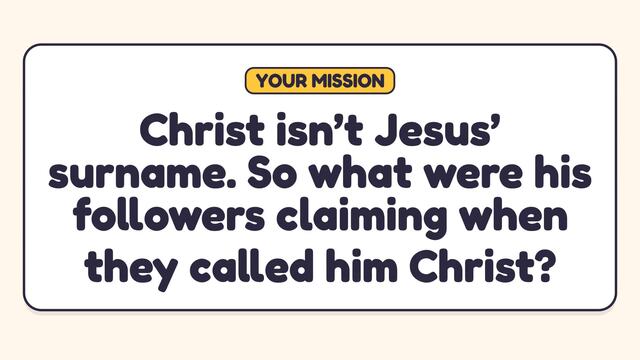 YOUR MISSION
Christ isn’t Jesus’
surname. So what were his
followers claiming when
they called him Christ?